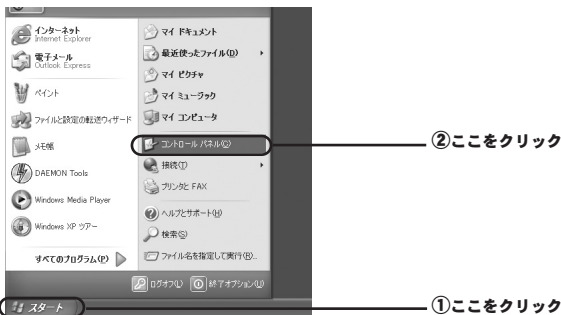 インターネット
Internet Explorer
電子メール
Outlook Express
ペイント
ファイルと設定の転送ウィザード
メモ帳
DAEMON Tools
Windows Media Player
Windows XP ツアー
すべてのプログラム(P)
マイ ドキュメント
最近使ったファイル(D)
マイ ピクチャ
マイ ミュージック
マイ コンピュータ
コントロール パネル(C)
接続(T)
プリンタと FAX
ヘルプとサポート(H)
検索(S)
ファイル名を指定して実行(R)...
ログオフ(L)
終了オプション(U)
スタート
②ここをクリック
①ここをクリック